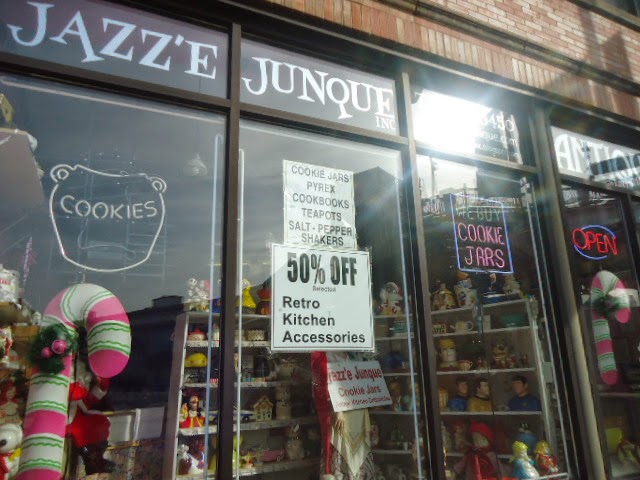 JAZZ'E JUNQUE
INC
ANTIQUE
COOKIES
COOKIE JARS
PYREX
COOKBOOKS
TEAPOTS
SALT-PEPPER
SHAKERS
50% OFF
Selected
Retro
Kitchen
Accessories
WE BUY
COOKIE
JARS
OPEN
Jazz'e Junque
Cookie Jars